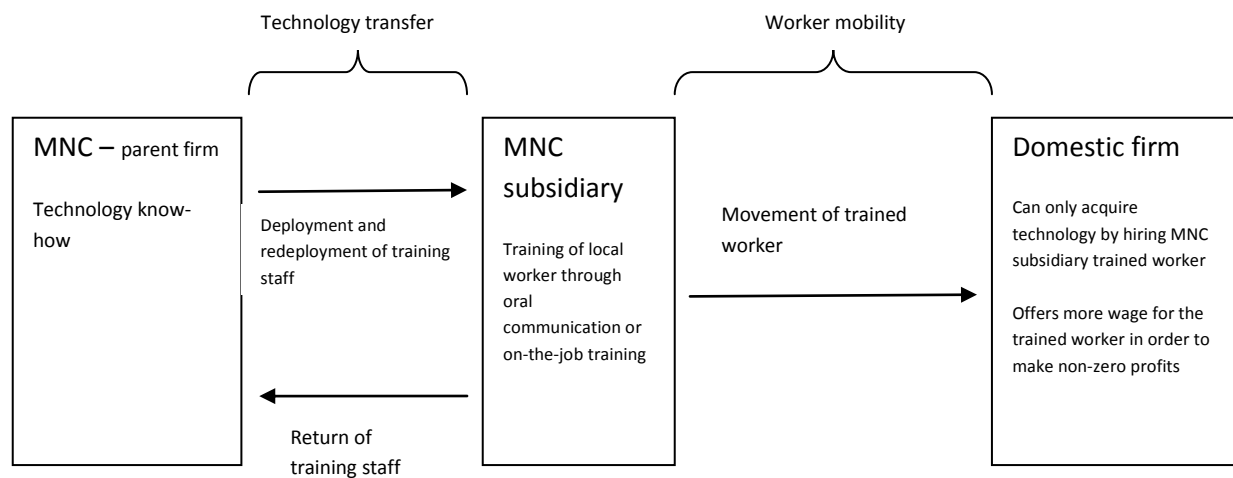 Technology transfer
Worker mobility
MNC – parent firm
Technology know-
how
Deployment and
redeployment of training
staff
Return of
training staff
MNC
subsidiary
Training of local
worker through
oral
communication or
on-the-job training
Movement of trained
worker
Domestic firm
Can only acquire
technology by hiring MNC
subsidiary trained worker
Offers more wage for the
trained worker in order to
make non-zero profits